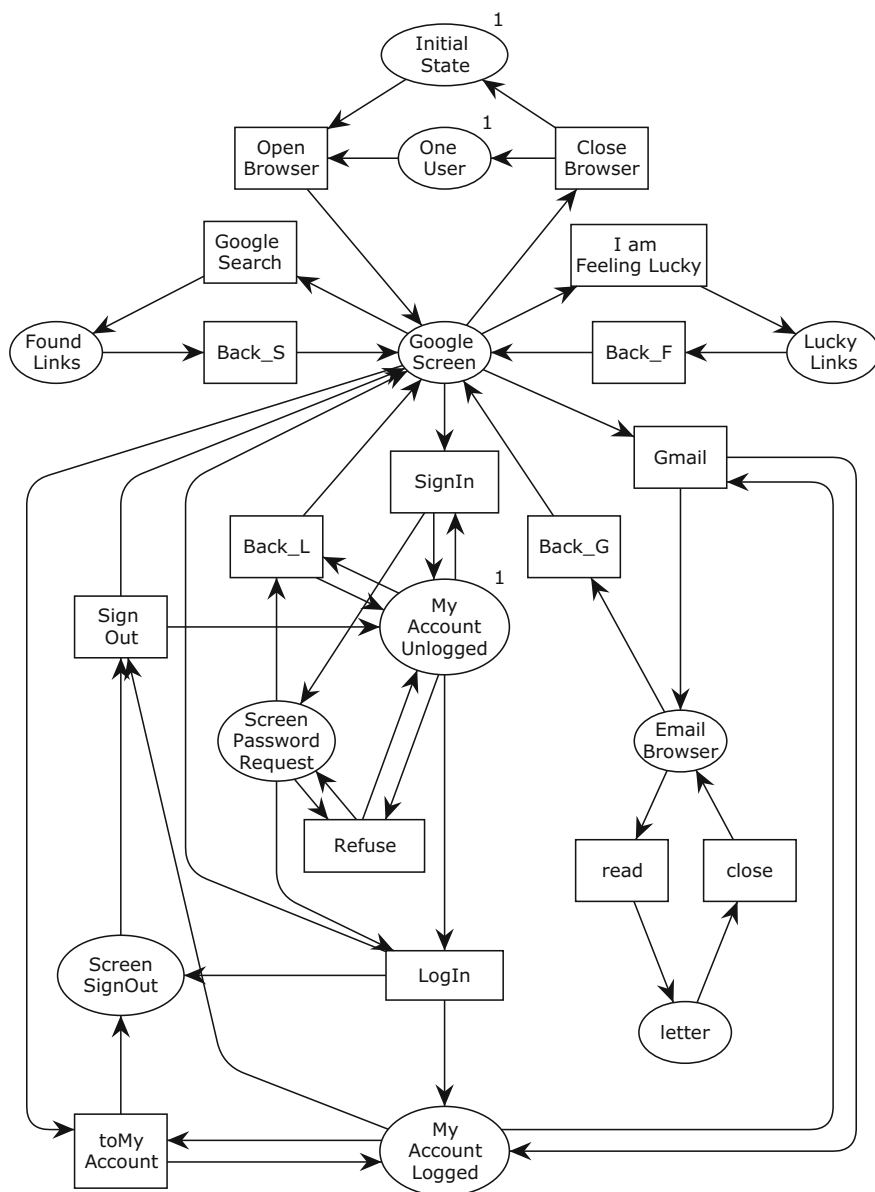 1
Initial
State
1
Open
Browser
One
User
Close
Browser
Google
Search
I am
Feeling Lucky
Found
Links
Back_S
Google
Screen
Back_F
Lucky
Links
Gmail
SignIn
Back_L
Back_G
1
Sign
Out
My
Account
Unlogged
Screen
Password
Request
Email
Browser
Refuse
read
close
Screen
SignOut
LogIn
letter
toMy
Account
My
Account
Logged